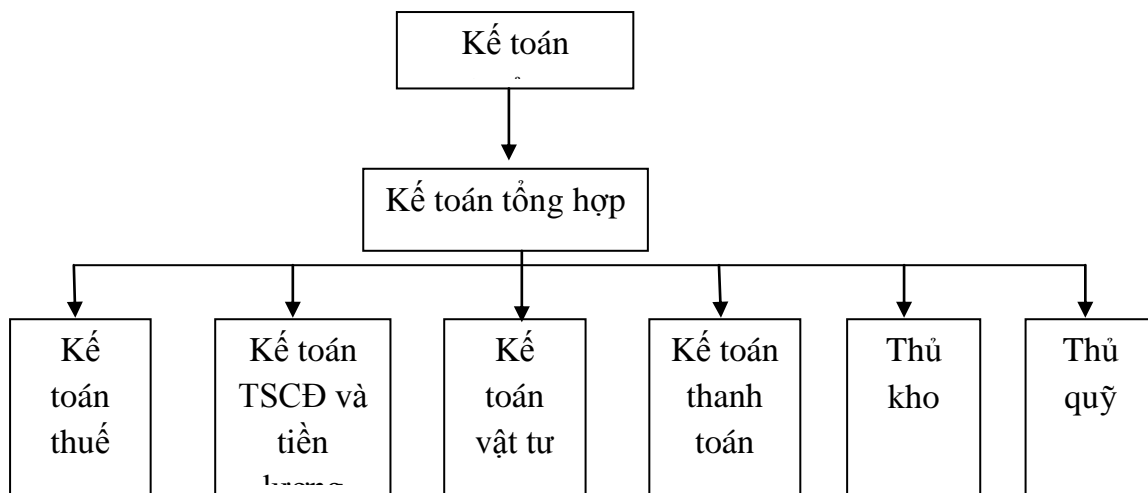 Kế toán
Kế toán tổng hợp
Kế
toán
thuế
Kế toán
TSCĐ và
tiền
lương
Kế
toán
vật tư
Kế toán
thanh
toán
Thủ
kho
Thủ
quỹ